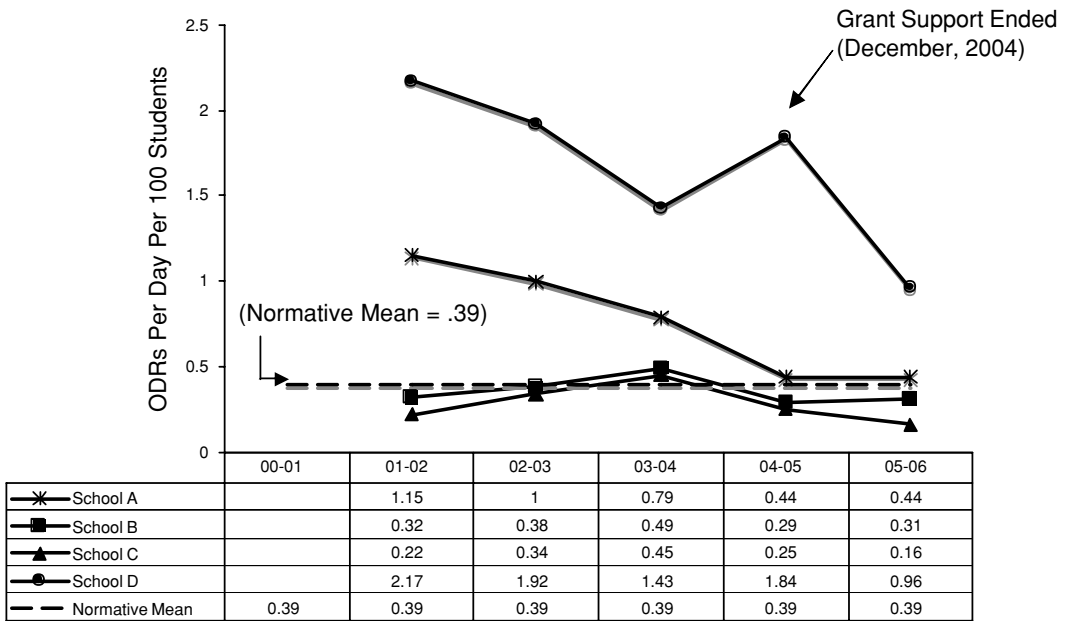 Grant Support Ended
(December, 2004)
ODRs Per Day Per 100 Students
2.5
2
1.5
1
0.5
0
(Normative Mean = .39)
00-01 01-02 02-03 03-04 04-05 05-06
School A 1.15 1 0.79 0.44 0.44
School B 0.32 0.38 0.49 0.29 0.31
School C 0.22 0.34 0.45 0.25 0.16
School D 2.17 1.92 1.43 1.84 0.96
Normative Mean 0.39 0.39 0.39 0.39 0.39 0.39